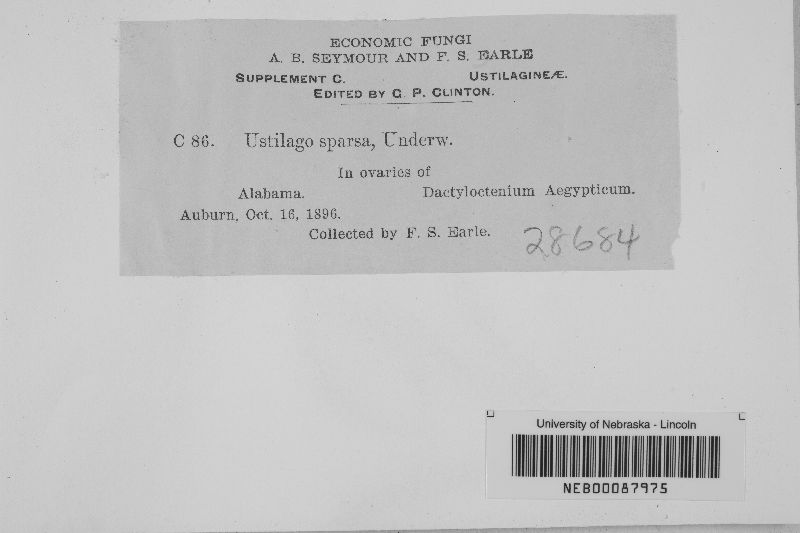 ECONOMIC FUNGI
A. B. SEYMOUR AND F. S. EARLE
SUPPLEMENT C. USTILAGINEÆ.
EDITED BY G. P. CLINTON.
C 86. Ustilago sparsa, Underw.
In ovaries of
Alabama. Dactyloctenium Aegypticum.
Auburn, Oct. 16, 1896.
Collected by F. S. Earle.
28684
University of Nebraska - Lincoln
NEB00087975